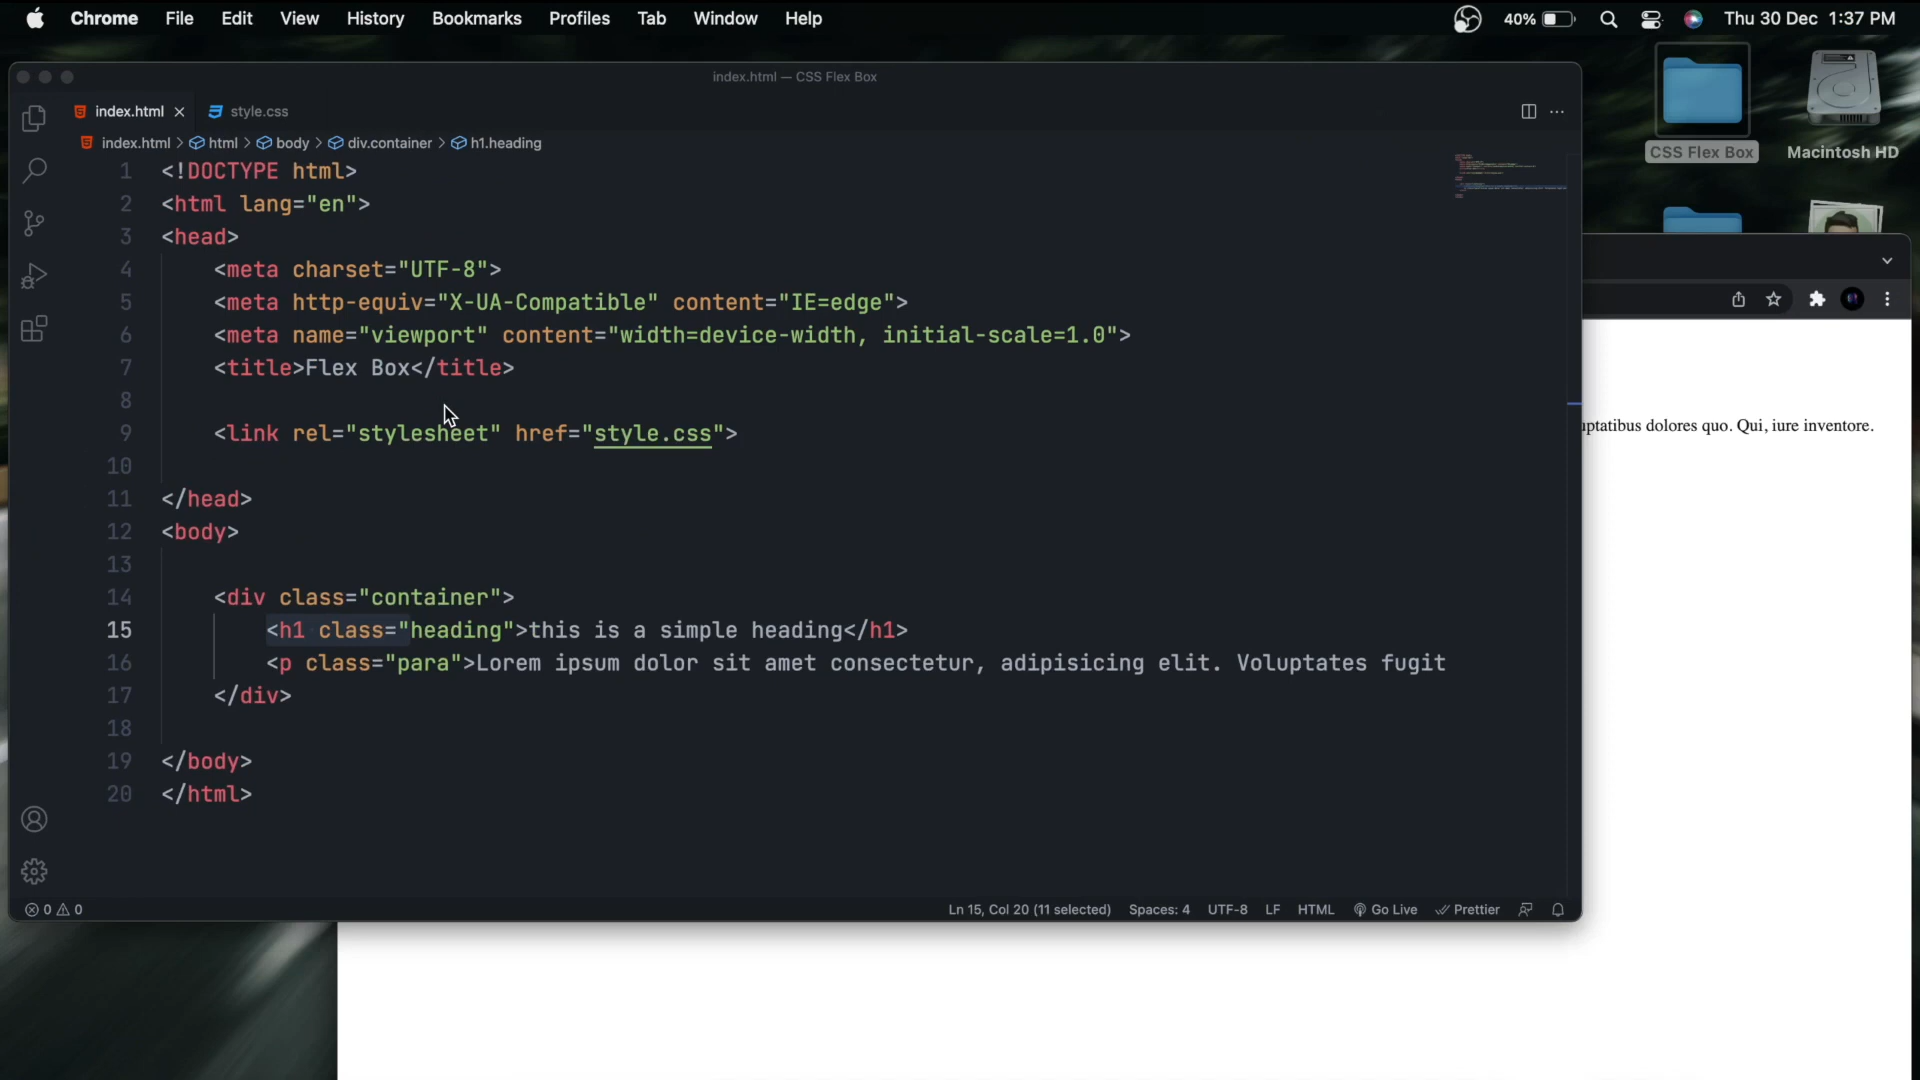 Chrome File Edit View History Bookmarks Profiles Tab Window Help 40% Thu 30 Dec 1:37 PM
index.html — CSS Flex Box
index.html style.css
index.html > html > body > div.container > h1.heading
1 <!DOCTYPE html>
2 <html lang="en">
3 <head>
4 <meta charset="UTF-8">
5 <meta http-equiv="X-UA-Compatible" content="IE=edge">
6 <meta name="viewport" content="width=device-width, initial-scale=1.0">
7 <title>Flex Box</title>
8
9 <link rel="stylesheet" href="style.css">
10
11 </head>
12 <body>
13
14 <div class="container">
15 <h1 class="heading">this is a simple heading</h1>
16 <p class="para">Lorem ipsum dolor sit amet consectetur, adipisicing elit. Voluptates fugit
17 </div>
18
19 </body>
20 </html>
0 0 Ln 15, Col 20 (11 selected) Spaces: 4 UTF-8 LF HTML Go Live Prettier
CSS Flex Box Macintosh HD
uptatibus dolores quo. Qui, iure inventore.